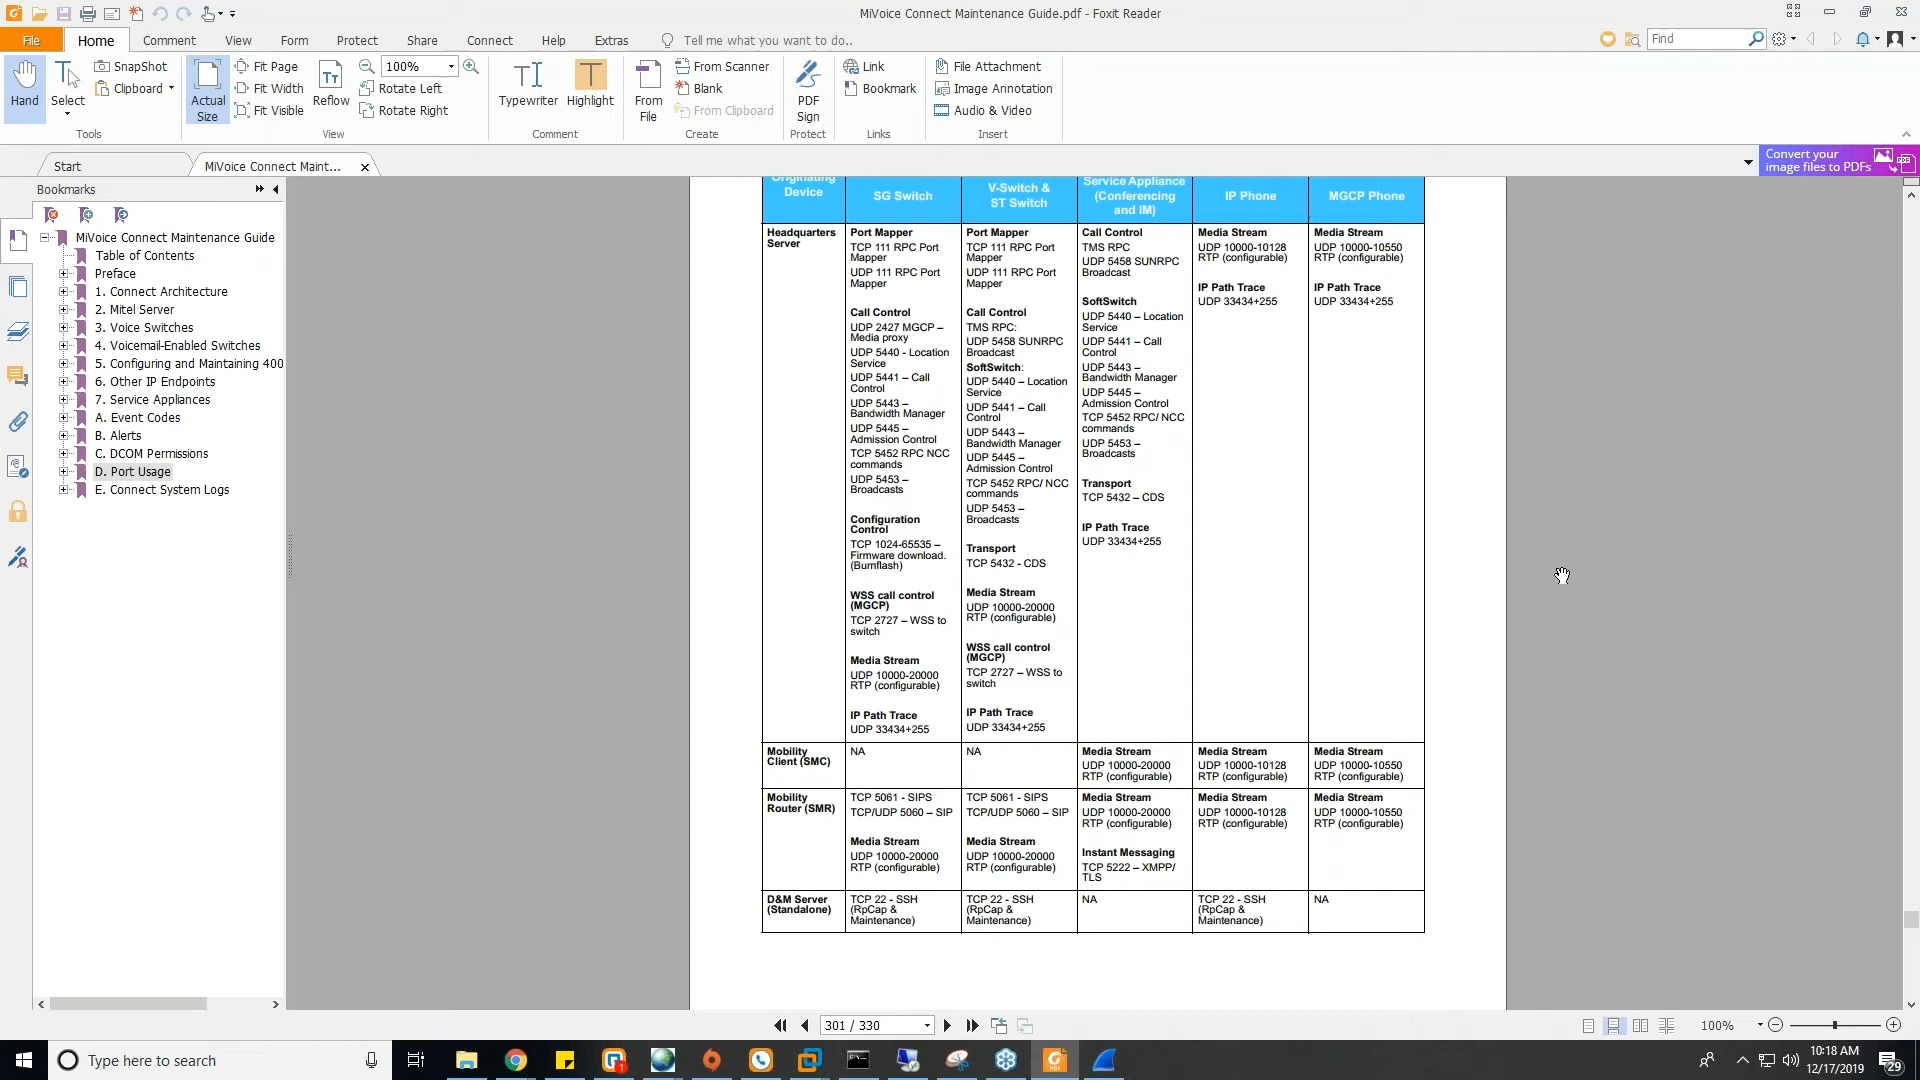 MiVoice Connect Maintenance Guide.pdf - Foxit Reader
File
Home
Comment
View
Form
Protect
Share
Connect
Help
Extras
Tell me what you want to do..
Find
Hand
Select
SnapShot
Clipboard
Actual
Size
Fit Page
Fit Width
Fit Visible
Reflow
100%
Rotate Left
Rotate Right
Typewriter
Highlight
From
File
From Scanner
Blank
From Clipboard
PDF
Sign
Link
Bookmark
File Attachment
Image Annotation
Audio & Video
Tools
View
Comment
Create
Protect
Links
Insert
Start
MiVoice Connect Maint...
Convert your
image files to PDFs
Bookmarks
MiVoice Connect Maintenance Guide
Table of Contents
Preface
1. Connect Architecture
2. Mitel Server
3. Voice Switches
4. Voicemail-Enabled Switches
5. Configuring and Maintaining 400
6. Other IP Endpoints
7. Service Appliances
A. Event Codes
B. Alerts
C. DCOM Permissions
D. Port Usage
E. Connect System Logs
Originating
Device
SG Switch
V-Switch &
ST Switch
Service Appliance
(Conferencing
and IM)
IP Phone
MGCP Phone
Headquarters
Server
Port Mapper
TCP 111 RPC Port
Mapper
UDP 111 RPC Port
Mapper
Call Control
UDP 2427 MGCP –
Media proxy
UDP 5440 - Location
Service
UDP 5441 – Call
Control
UDP 5443 –
Bandwidth Manager
UDP 5445 –
Admission Control
TCP 5452 RPC NCC
commands
UDP 5453 –
Broadcasts
Configuration
Control
TCP 1024-65535 –
Firmware download.
(Burnflash)
WSS call control
(MGCP)
TCP 2727 – WSS to
switch
Media Stream
UDP 10000-20000
RTP (configurable)
IP Path Trace
UDP 33434+255
Port Mapper
TCP 111 RPC Port
Mapper
UDP 111 RPC Port
Mapper
Call Control
TMS RPC:
UDP 5458 SUNRPC
Broadcast
SoftSwitch:
UDP 5440 – Location
Service
UDP 5441 – Call
Control
UDP 5443 –
Bandwidth Manager
UDP 5445 –
Admission Control
TCP 5452 RPC/ NCC
commands
UDP 5453 –
Broadcasts
Transport
TCP 5432 - CDS
Media Stream
UDP 10000-20000
RTP (configurable)
WSS call control
(MGCP)
TCP 2727 – WSS to
switch
IP Path Trace
UDP 33434+255
Call Control
TMS RPC
UDP 5458 SUNRPC
Broadcast
SoftSwitch
UDP 5440 – Location
Service
UDP 5441 – Call
Control
UDP 5443 –
Bandwidth Manager
UDP 5445 –
Admission Control
TCP 5452 RPC/ NCC
commands
UDP 5453 –
Broadcasts
Transport
TCP 5432 – CDS
IP Path Trace
UDP 33434+255
Media Stream
UDP 10000-10128
RTP (configurable)
IP Path Trace
UDP 33434+255
Media Stream
UDP 10000-10550
RTP (configurable)
IP Path Trace
UDP 33434+255
Mobility
Client (SMC)
NA
NA
Media Stream
UDP 10000-20000
RTP (configurable)
Media Stream
UDP 10000-10128
RTP (configurable)
Media Stream
UDP 10000-10550
RTP (configurable)
Mobility
Router (SMR)
TCP 5061 - SIPS
TCP/UDP 5060 – SIP
Media Stream
UDP 10000-20000
RTP (configurable)
TCP 5061 - SIPS
TCP/UDP 5060 – SIP
Media Stream
UDP 10000-20000
RTP (configurable)
Media Stream
UDP 10000-20000
RTP (configurable)
Instant Messaging
TCP 5222 – XMPP/
TLS
Media Stream
UDP 10000-10128
RTP (configurable)
Media Stream
UDP 10000-10550
RTP (configurable)
D&M Server
(Standalone)
TCP 22 - SSH
(RpCap &
Maintenance)
TCP 22 - SSH
(RpCap &
Maintenance)
NA
TCP 22 - SSH
(RpCap &
Maintenance)
NA
301 / 330
100%
Type here to search
10:18 AM
12/17/2019
29